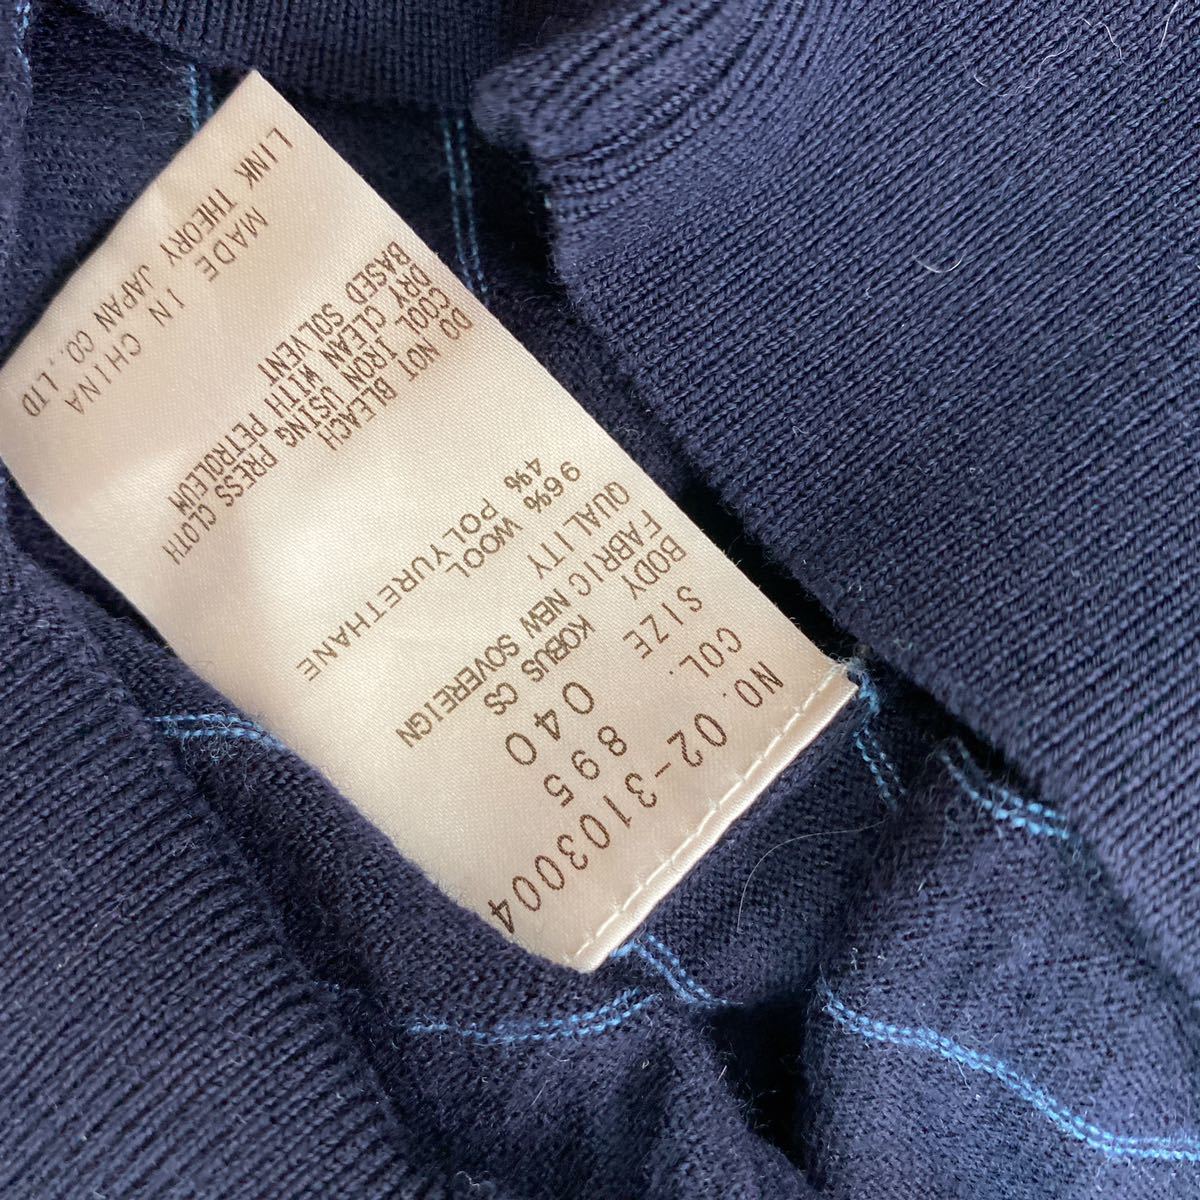 NO. 02-3103004
COL. 895
SIZE 040
BODY KOBUS CS
FABRIC NEW SOVEREIGN
QUALITY
96% WOOL
4% POLYURETHANE
DO NOT BLEACH
COOL IRON USING PRESS CLOTH
DRY CLEAN WITH PETROLEUM
BASED SOLVENT
MADE IN CHINA
LINK THEORY JAPAN CO.,LTD